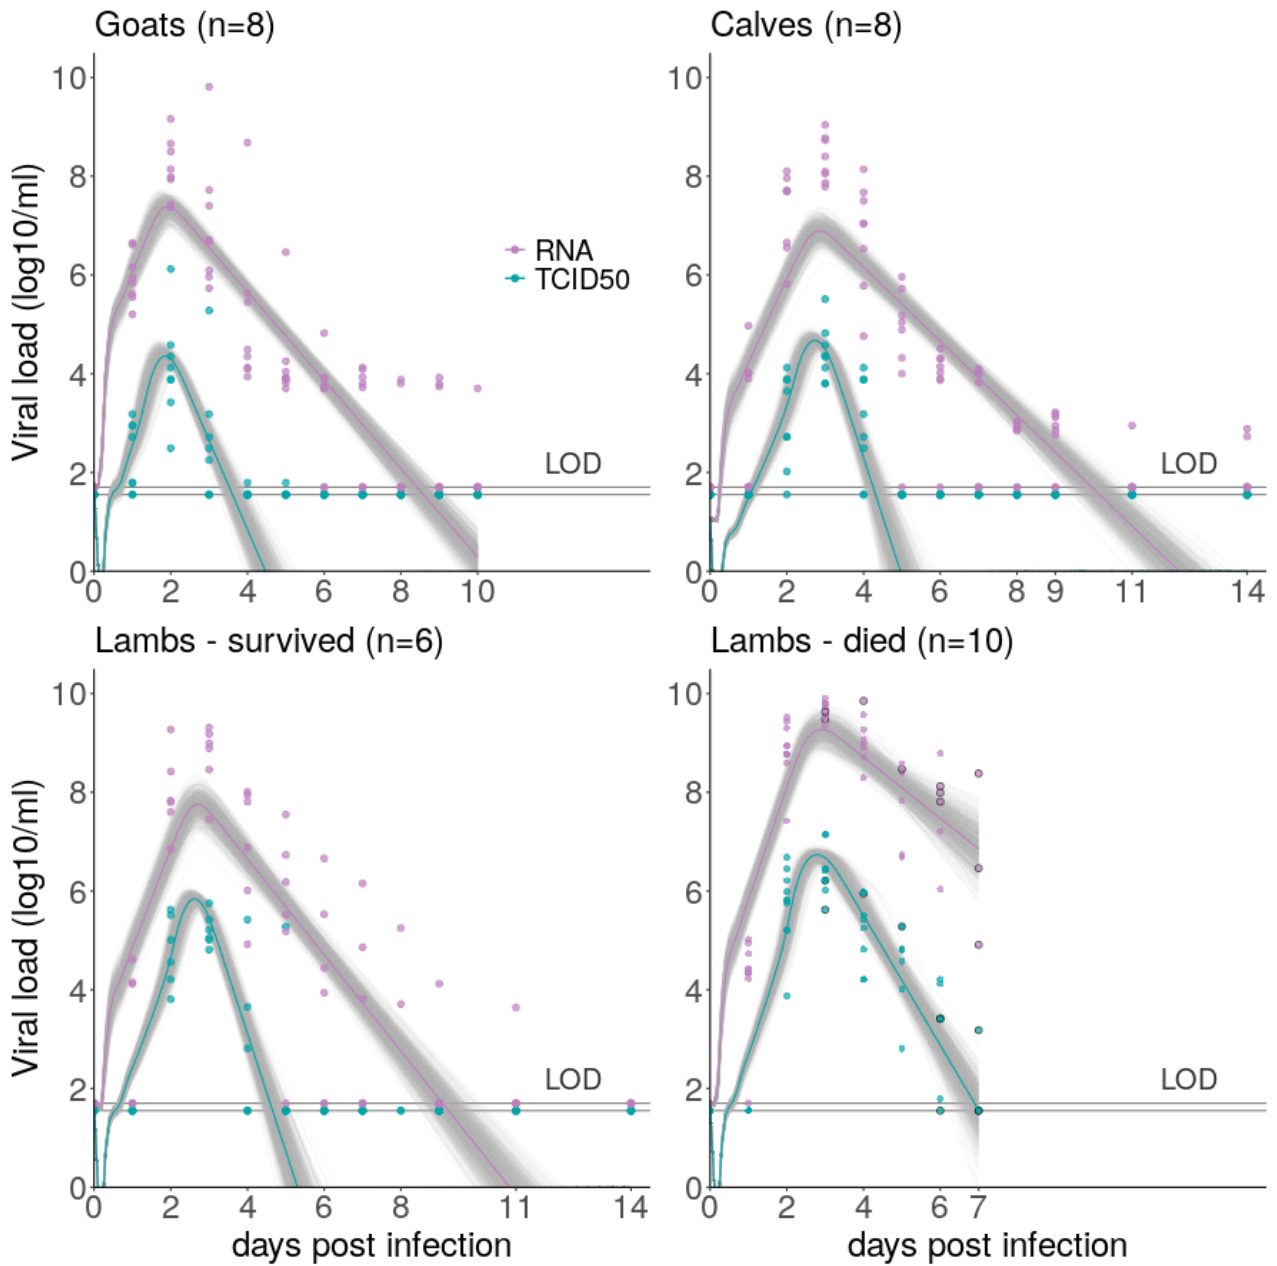 Goats (n=8)
Viral load (log10/ml)
10
8
6
4
2
0
RNA
TCID50
LOD
0 2 4 6 8 10
Calves (n=8)
10
8
6
4
2
0
LOD
0 2 4 6 8 9 11 14
Lambs - survived (n=6)
Viral load (log10/ml)
10
8
6
4
2
0
LOD
0 2 4 6 8 11 14
days post infection
Lambs - died (n=10)
10
8
6
4
2
0
LOD
0 2 4 6 7
days post infection